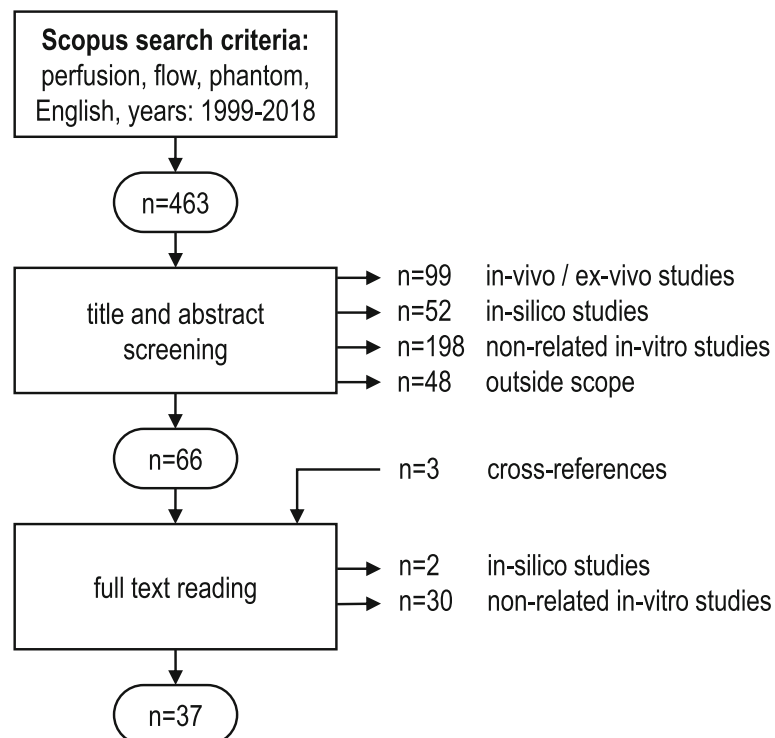 Scopus search criteria:
perfusion, flow, phantom,
English, years: 1999-2018
n=463
title and abstract
screening
n=99 in-vivo / ex-vivo studies
n=52 in-silico studies
n=198 non-related in-vitro studies
n=48 outside scope
n=66
n=3 cross-references
full text reading
n=2 in-silico studies
n=30 non-related in-vitro studies
n=37